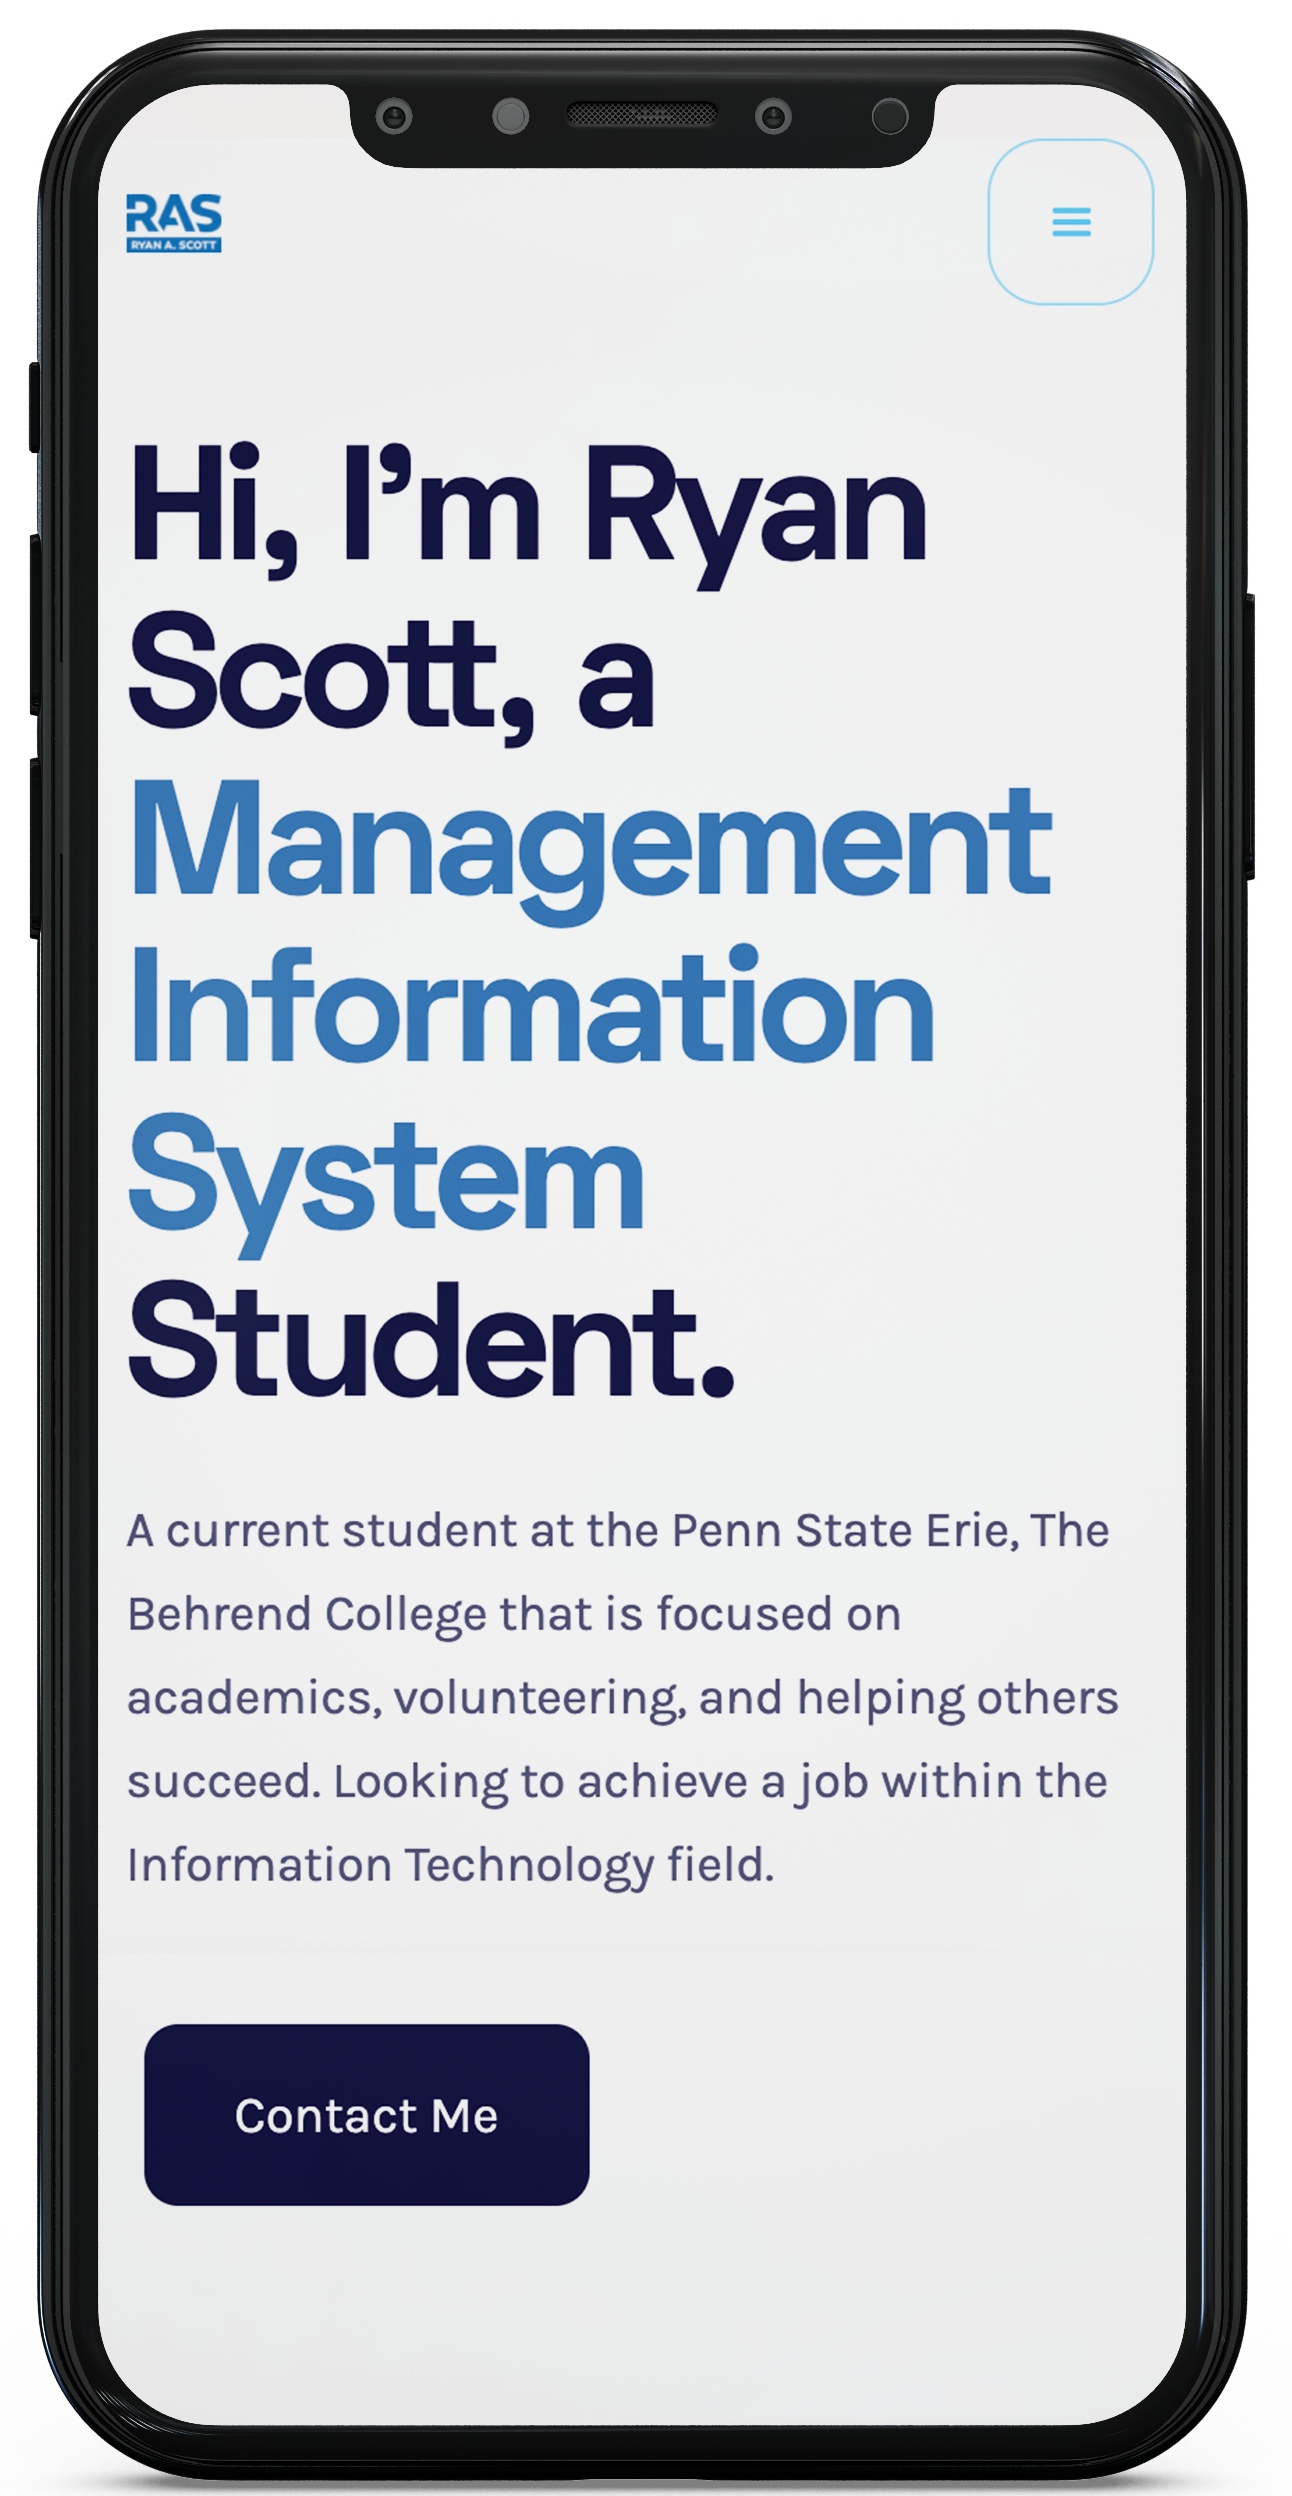 RAS
RYAN A. SCOTT
Hi, I’m Ryan
Scott, a
Management
Information
System
Student.
A current student at the Penn State Erie, The
Behrend College that is focused on
academics, volunteering, and helping others
succeed. Looking to achieve a job within the
Information Technology field.
Contact Me